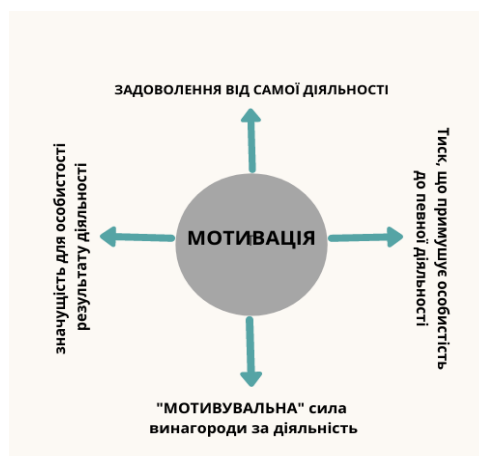 ЗАДОВОЛЕННЯ ВІД САМОЇ ДІЯЛЬНОСТІ
значущість для особистості
результату діяльності
МОТИВАЦІЯ
Тиск, що примушує особистість
до певної діяльності
"МОТИВУВАЛЬНА" сила
винагороди за діяльність